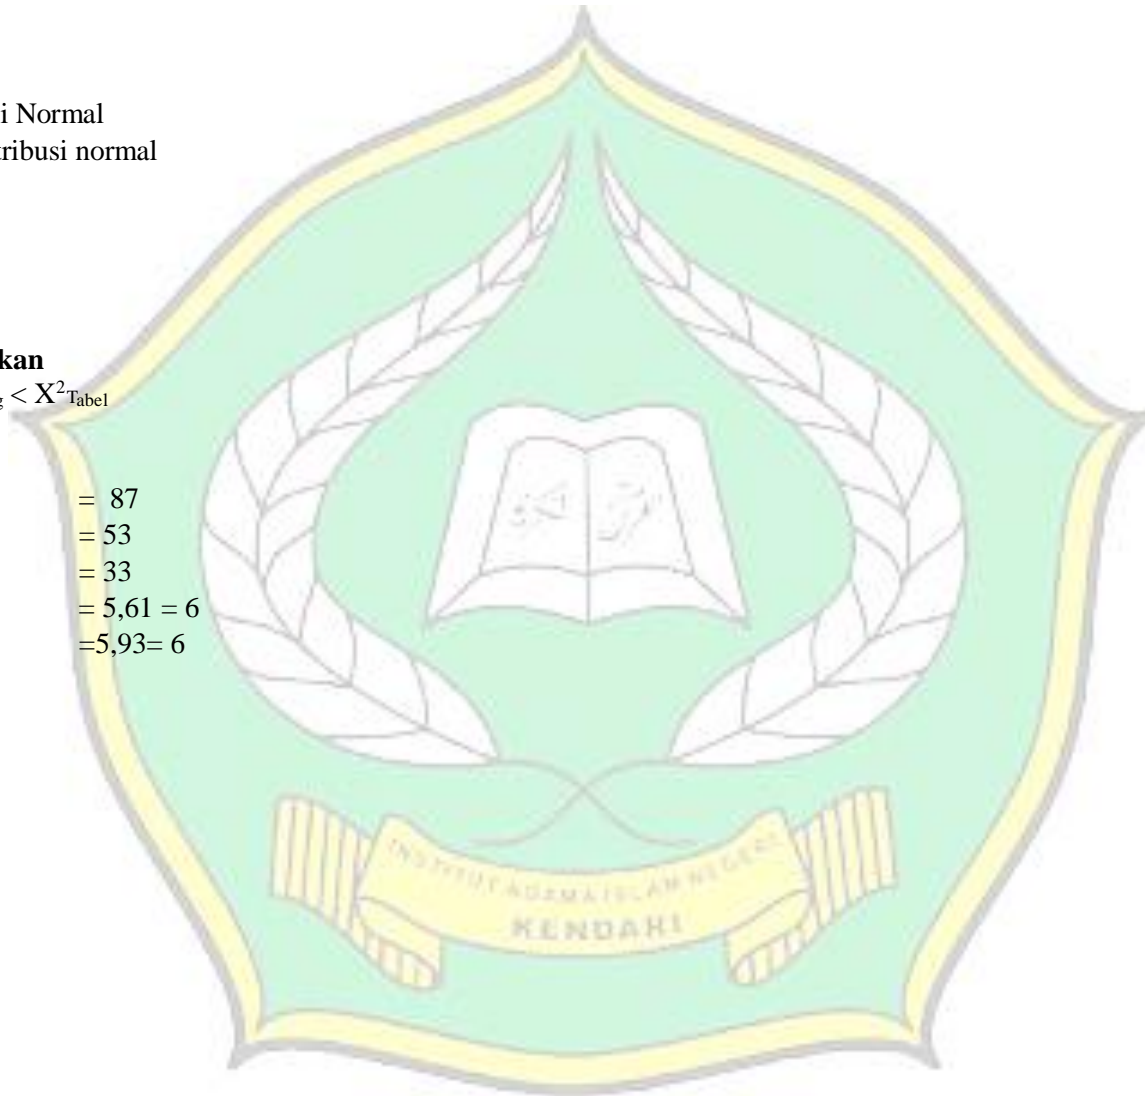 i Normal
tribusi normal
kan
g < X²Tabel
= 87
= 53
= 33
= 5,61 = 6
=5,93= 6
INSTITUT AGAMA ISLAM NEGERI
KENDARI